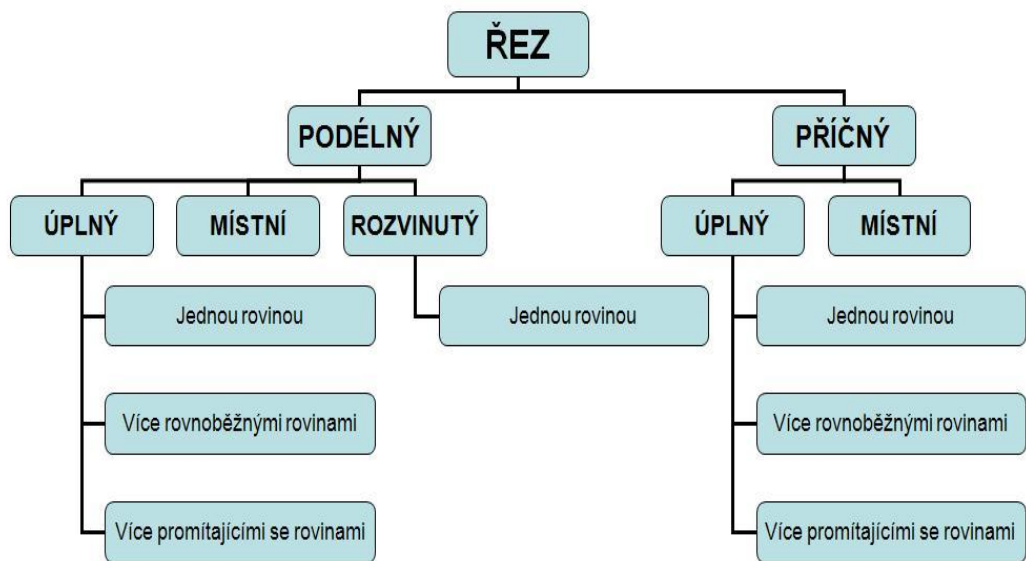 ŘEZ
PODÉLNÝ
PŘÍČNÝ
ÚPLNÝ
MÍSTNÍ
ROZVINUTÝ
ÚPLNÝ
MÍSTNÍ
Jednou rovinou
Jednou rovinou
Jednou rovinou
Více rovnoběžnými rovinami
Více rovnoběžnými rovinami
Více promítajícími se rovinami
Více promítajícími se rovinami